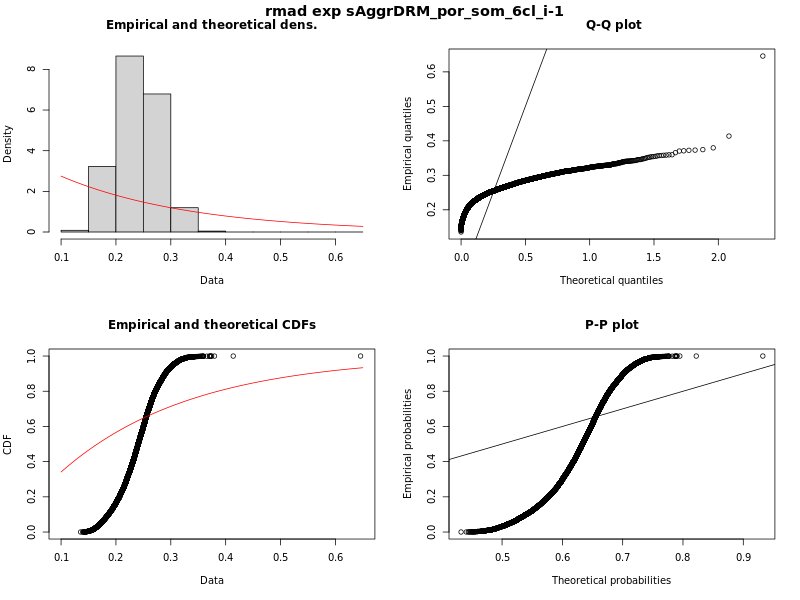 rmad exp sAggrDRM_por_som_6cl_i-1
Empirical and theoretical dens.
Density
0 2 4 6 8
0.1 0.2 0.3 0.4 0.5 0.6
Data
Q-Q plot
Empirical quantiles
0.2 0.3 0.4 0.5 0.6
0.0 0.5 1.0 1.5 2.0
Theoretical quantiles
Empirical and theoretical CDFs
CDF
0.0 0.2 0.4 0.6 0.8 1.0
0.1 0.2 0.3 0.4 0.5 0.6
Data
P-P plot
Empirical probabilities
0.0 0.2 0.4 0.6 0.8 1.0
0.5 0.6 0.7 0.8 0.9
Theoretical probabilities